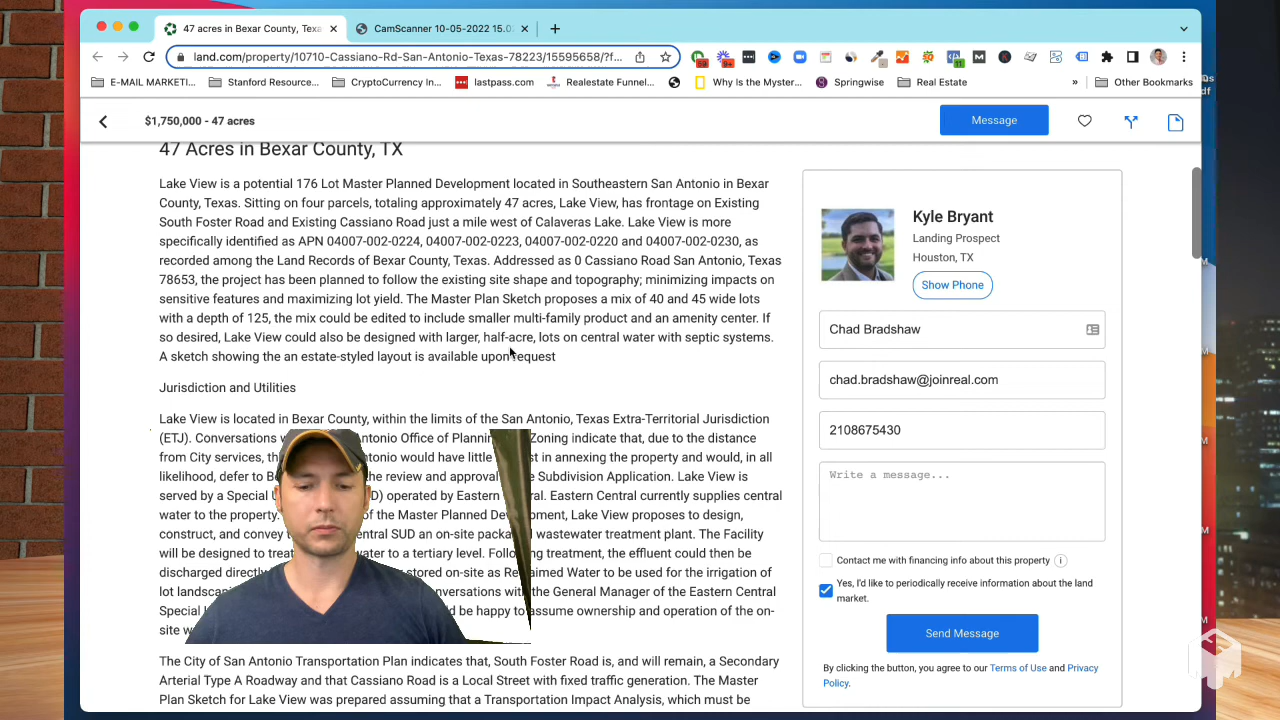 47 acres in Bexar County, Texa
CamScanner 10-05-2022 15.0
land.com/property/10710-Cassiano-Rd-San-Antonio-Texas-78223/15595658/?f...
9+
11
E-MAIL MARKETI...
Stanford Resource...
CryptoCurrency In...
lastpass.com
Realestate Funnel...
Why Is the Myster...
Springwise
Real Estate
»
Other Bookmarks
$1,750,000 - 47 acres
Message
47 Acres in Bexar County, TX
Lake View is a potential 176 Lot Master Planned Development located in Southeastern San Antonio in Bexar
County, Texas. Sitting on four parcels, totaling approximately 47 acres, Lake View, has frontage on Existing
South Foster Road and Existing Cassiano Road just a mile west of Calaveras Lake. Lake View is more
specifically identified as APN 04007-002-0224, 04007-002-0223, 04007-002-0220 and 04007-002-0230, as
recorded among the Land Records of Bexar County, Texas. Addressed as 0 Cassiano Road San Antonio, Texas
78653, the project has been planned to follow the existing site shape and topography; minimizing impacts on
sensitive features and maximizing lot yield. The Master Plan Sketch proposes a mix of 40 and 45 wide lots
with a depth of 125, the mix could be edited to include smaller multi-family product and an amenity center. If
so desired, Lake View could also be designed with larger, half-acre, lots on central water with septic systems.
A sketch showing the an estate-styled layout is available upon request
Jurisdiction and Utilities
Lake View is located in Bexar County, within the limits of the San Antonio, Texas Extra-Territorial Jurisdiction
(ETJ). Conversations Antonio Office of Planning Zoning indicate that, due to the distance
from City services, th tonio would have little st in annexing the property and would, in all
likelihood, defer to Be the review and approval e Subdivision Application. Lake View is
served by a Special D) operated by Eastern ral. Eastern Central currently supplies central
water to the property. of the Master Planned De ent, Lake View proposes to design,
construct, and convey entral SUD an on-site packa wastewater treatment plant. The Facility
will be designed to treat water to a tertiary level. Following treatment, the effluent could then be
discharged directly stored on-site as Reclaimed Water to be used for the irrigation of
lot landsca onversations with the General Manager of the Eastern Central
Special d be happy to assume ownership and operation of the on-
site w
The City of San Antonio Transportation Plan indicates that, South Foster Road is, and will remain, a Secondary
Arterial Type A Roadway and that Cassiano Road is a Local Street with fixed traffic generation. The Master
Plan Sketch for Lake View was prepared assuming that a Transportation Impact Analysis, which must be
Kyle Bryant
Landing Prospect
Houston, TX
Show Phone
Chad Bradshaw
chad.bradshaw@joinreal.com
2108675430
Write a message...
Contact me with financing info about this property
Yes, I'd like to periodically receive information about the land
market.
Send Message
By clicking the button, you agree to our Terms of Use and Privacy
Policy.